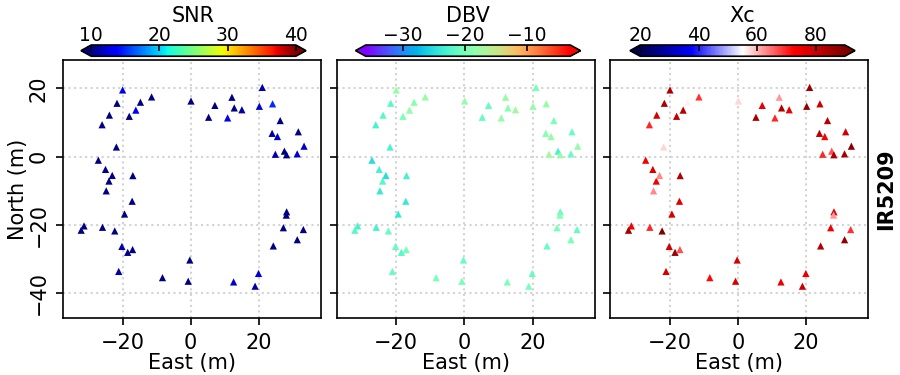 SNR DBV Xc
10 20 30 40 −30 −20 −10 20 40 60 80
20
0
−20
−40
North (m)
−20 0 20 −20 0 20 −20 0 20
East (m) East (m) East (m)
IR5209